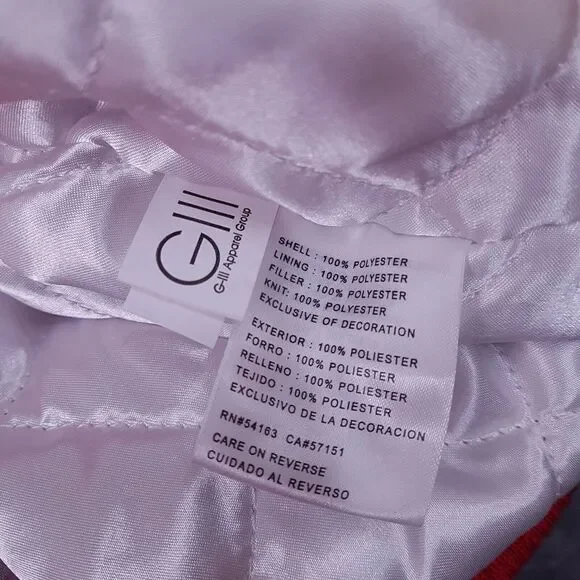 GIII
G-III Apparel Group
SHELL : 100% POLYESTER
LINING : 100% POLYESTER
FILLER : 100% POLYESTER
KNIT: 100% POLYESTER
EXCLUSIVE OF DECORATION
EXTERIOR : 100% POLIESTER
FORRO : 100% POLIESTER
RELLENO : 100% POLIESTER
TEJIDO : 100% POLIESTER
EXCLUSIVO DE LA DECORACION
RN#54163 CA#57151
CARE ON REVERSE
CUIDADO AL REVERSO